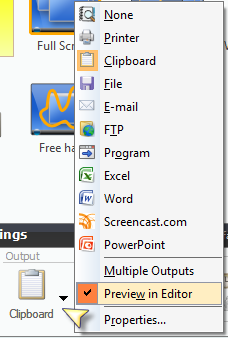 None
Printer
Full Scr
Clipboard
File
E-mail
FTP
Free ha
Program
Excel
Word
Screencast.com
PowerPoint
ngs
Output
Multiple Outputs
Preview in Editor
Clipboard
Properties...